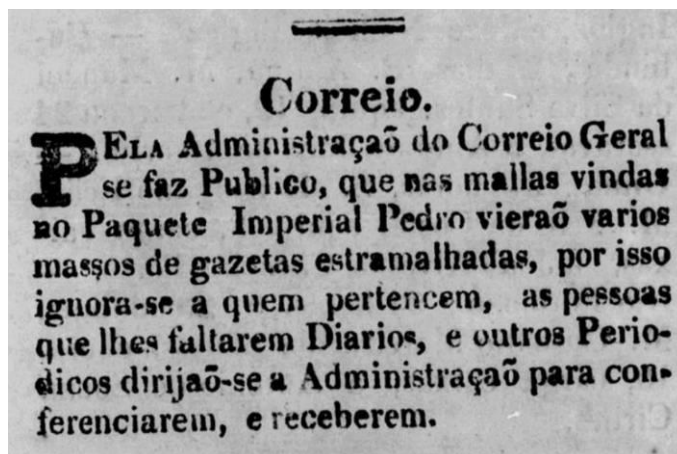 Correio.
PELA Administraçaõ do Correio Geral
se faz Publico, que nas mallas vindas
no Paquete Imperial Pedro vieraõ varios
massos de gazetas estramalhadas, por isso
ignora-se a quem pertencem, as pessoas
que lhes faltarem Diarios, e outros Perio-
dicos dirijaõ-se a Administraçaõ para con-
ferenciarem, e receberem.